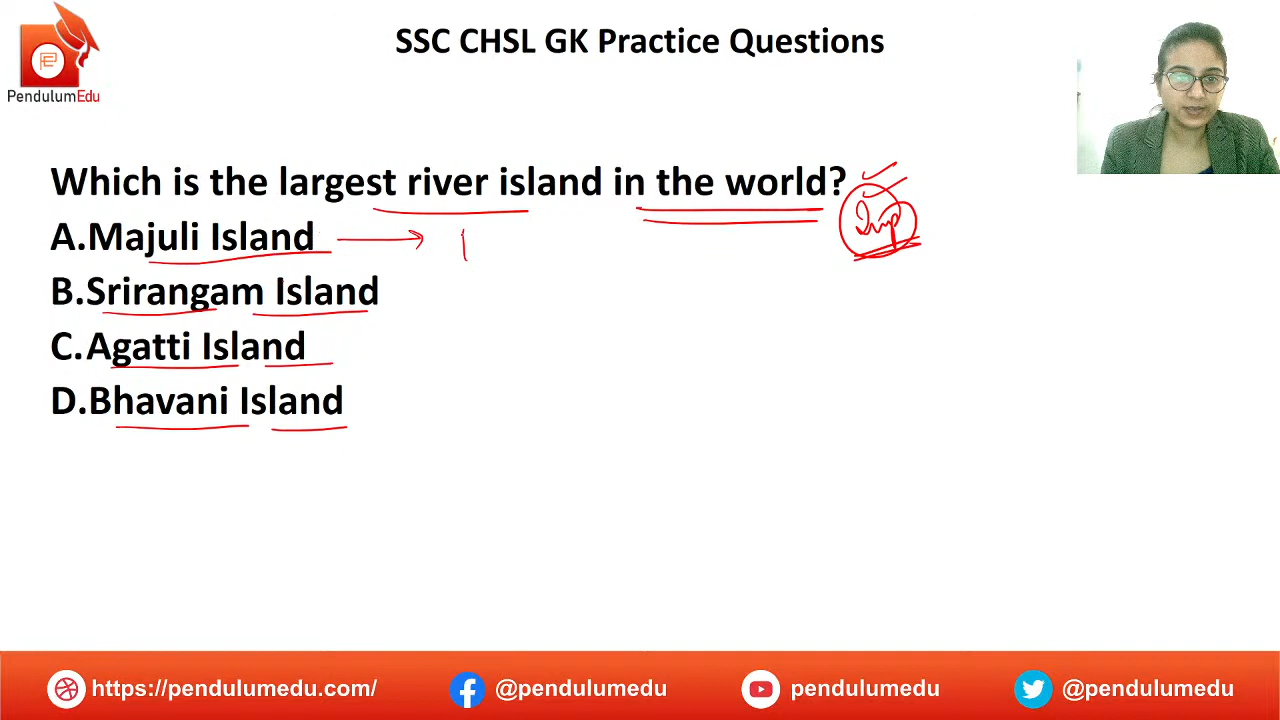 SSC CHSL GK Practice Questions
PendulumEdu
Which is the largest river island in the world?
Imp
A.Majuli Island
B.Srirangam Island
C.Agatti Island
D.Bhavani Island
https://pendulumedu.com/ @pendulumedu pendulumedu @pendulumedu